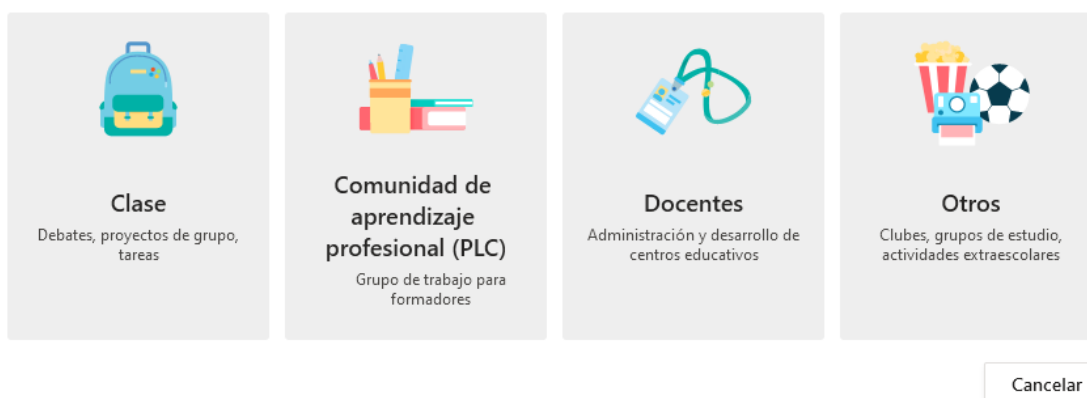 Clase
Debates, proyectos de grupo,
tareas
Comunidad de
aprendizaje
profesional (PLC)
Grupo de trabajo para
formadores
Docentes
Administración y desarrollo de
centros educativos
Otros
Clubes, grupos de estudio,
actividades extraescolares
Cancelar